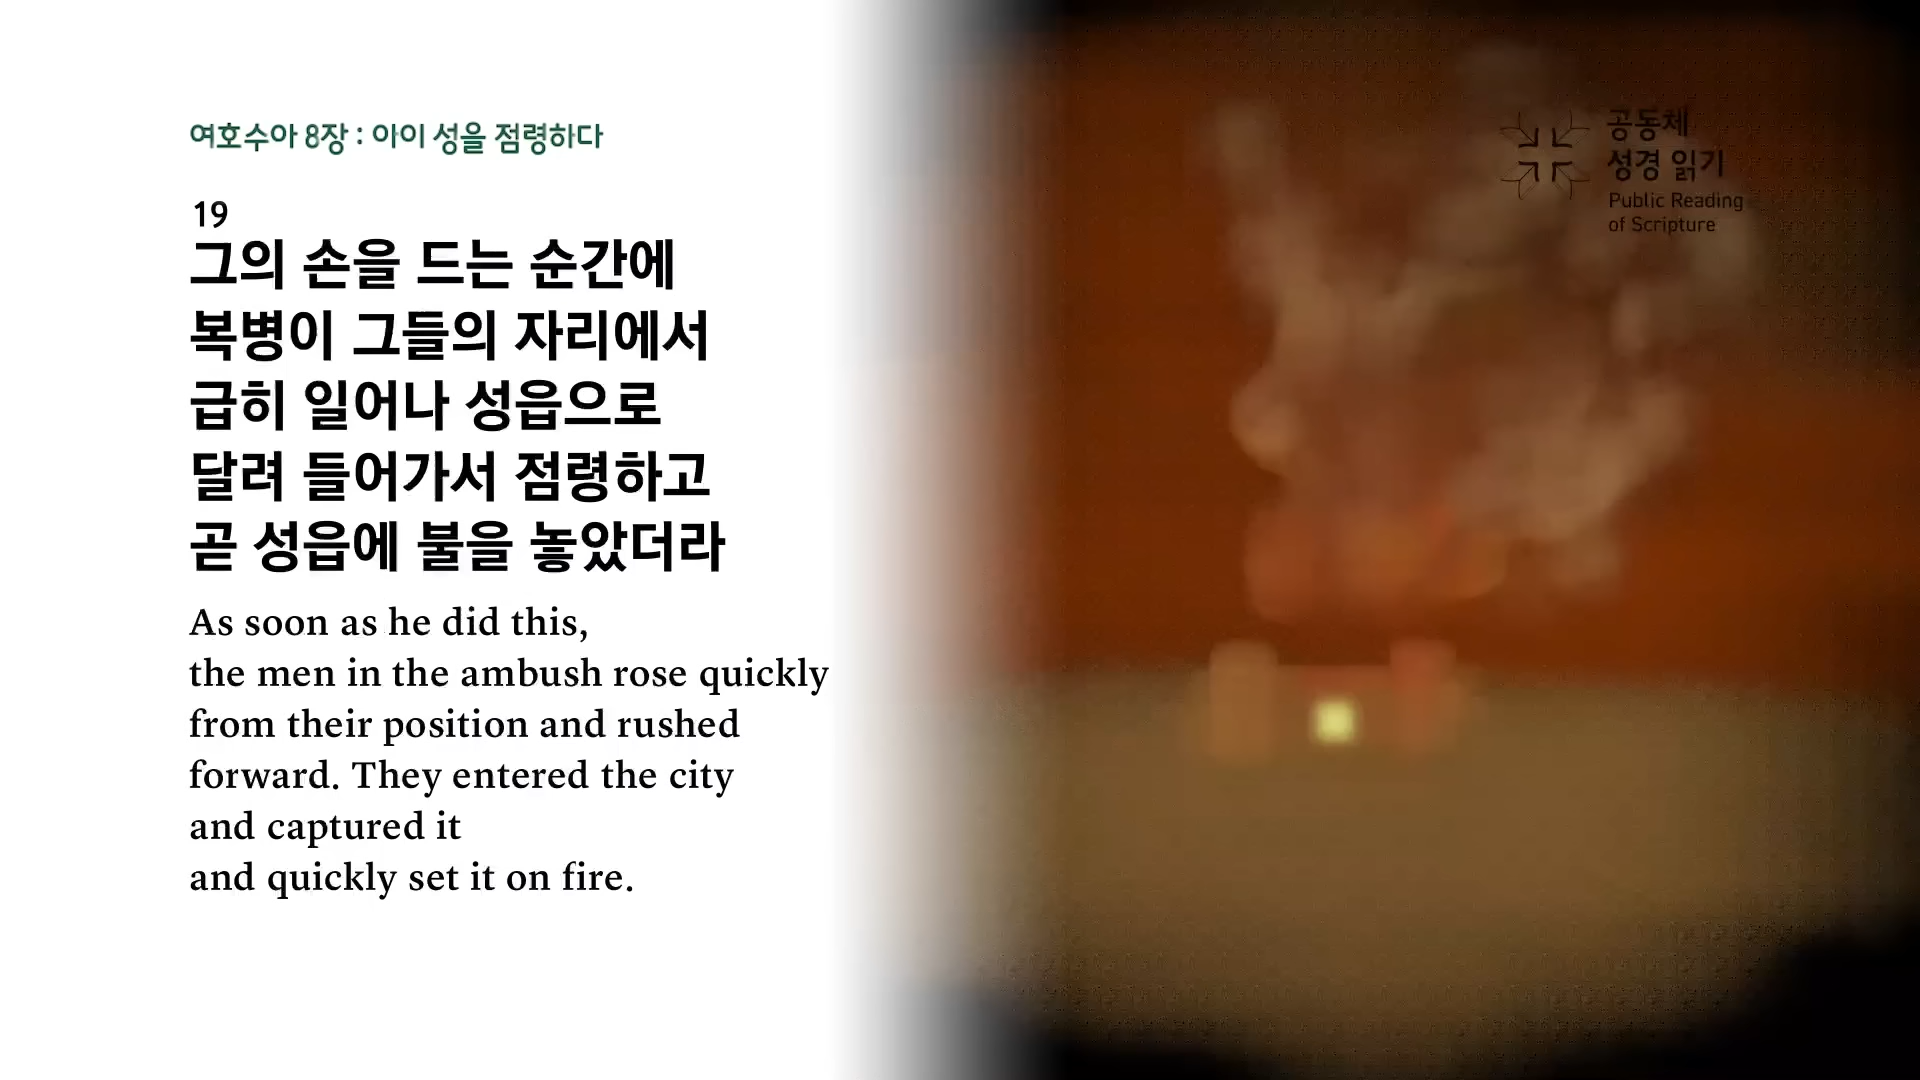 여호수아 8장 : 아이 성을 점령하다
19
그의 손을 드는 순간에
복병이 그들의 자리에서
급히 일어나 성읍으로
달려 들어가서 점령하고
곧 성읍에 불을 놓았더라
As soon as he did this,
the men in the ambush rose quickly
from their position and rushed
forward. They entered the city
and captured it
and quickly set it on fire.
공동체
성경 읽기
Public Reading
of Scripture